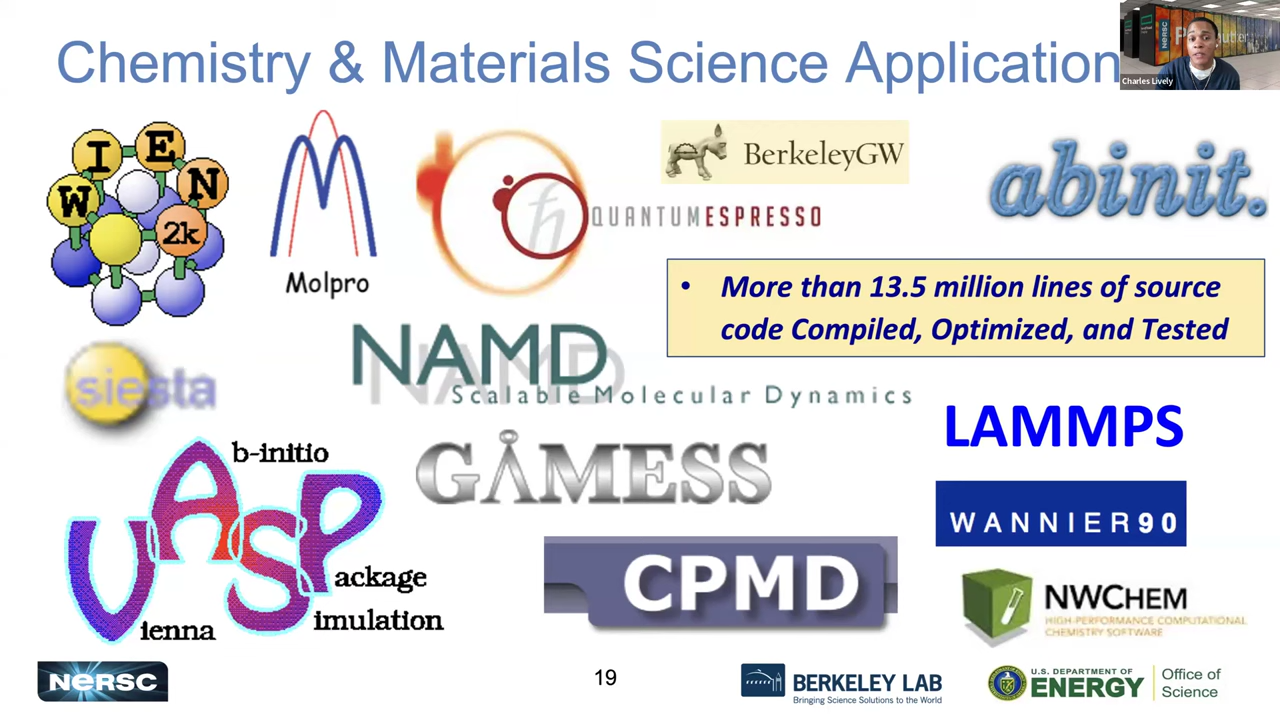 Chemistry & Materials Science Application
NERSC
Charles Lively
W I E N 2k
Molpro
QUANTUMESPRESSO
BerkeleyGW
abinit.
• More than 13.5 million lines of source
code Compiled, Optimized, and Tested
siesta
NAMD
Scalable Molecular Dynamics
LAMMPS
GAMESS
VASP
b-initio
ackage
imulation
ienna
CPMD
WANNIER90
NWCHEM
HIGH-PERFORMANCE COMPUTATIONAL
CHEMISTRY SOFTWARE
NERSC
19
BERKELEY LAB
Bringing Science Solutions to the World
U.S. DEPARTMENT OF
ENERGY
Office of
Science